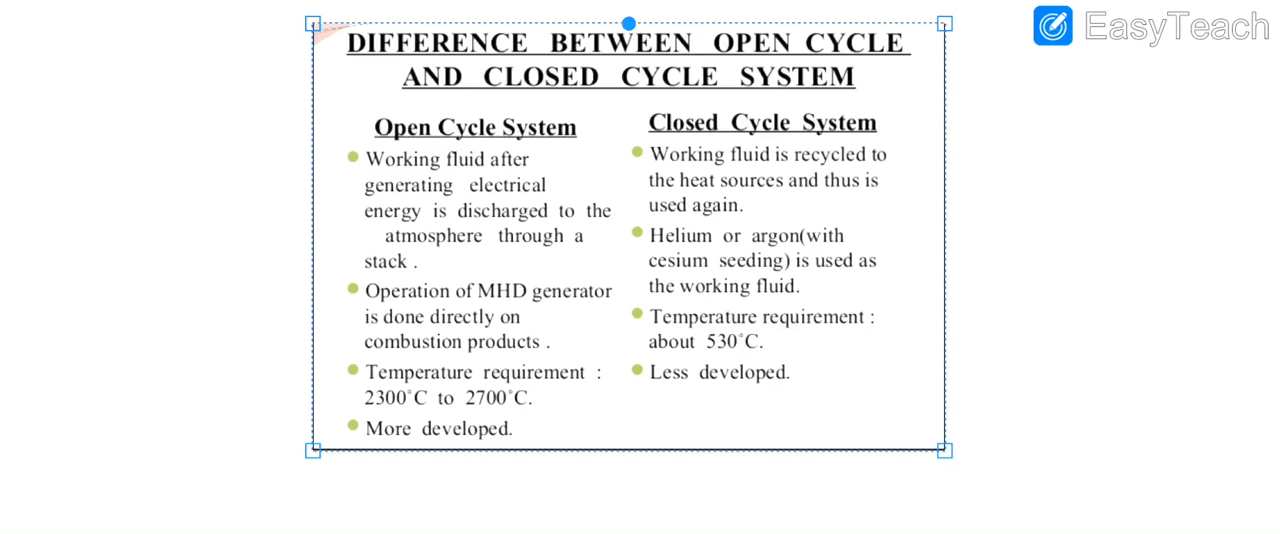 EasyTeach
DIFFERENCE BETWEEN OPEN CYCLE
AND CLOSED CYCLE SYSTEM
Open Cycle System
Working fluid after
generating electrical
energy is discharged to the
atmosphere through a
stack .
Operation of MHD generator
is done directly on
combustion products .
Temperature requirement :
2300°C to 2700°C.
More developed.
Closed Cycle System
Working fluid is recycled to
the heat sources and thus is
used again.
Helium or argon(with
cesium seeding) is used as
the working fluid.
Temperature requirement :
about 530°C.
Less developed.